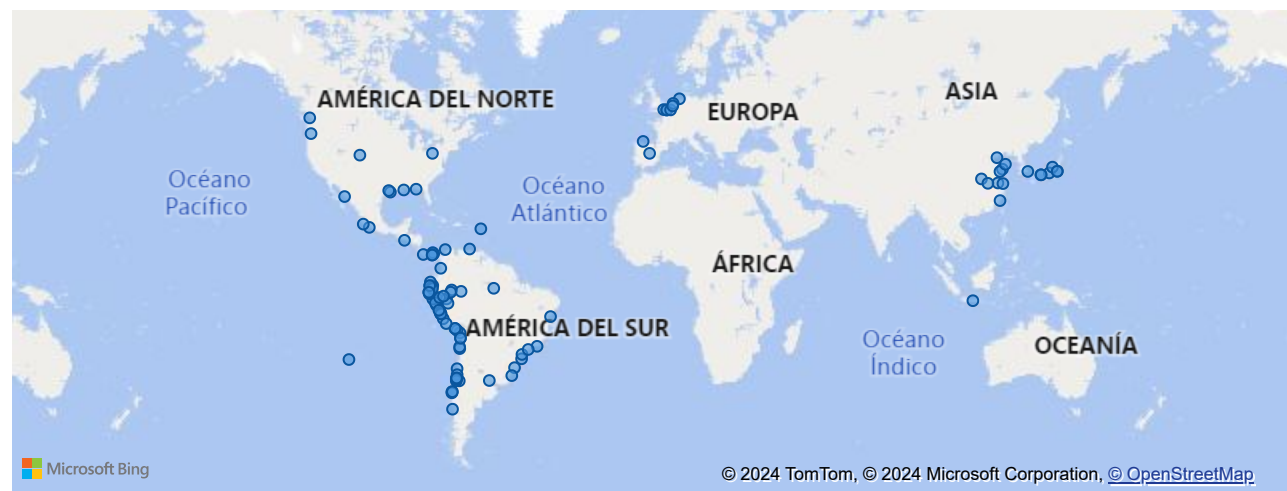 AMÉRICA DEL NORTE
EUROPA
ASIA
Océano
Pacífico
Océano
Atlántico
ÁFRICA
AMÉRICA DEL SUR
Océano
Índico
OCEANÍA
Microsoft Bing
© 2024 TomTom, © 2024 Microsoft Corporation, © OpenStreetMap